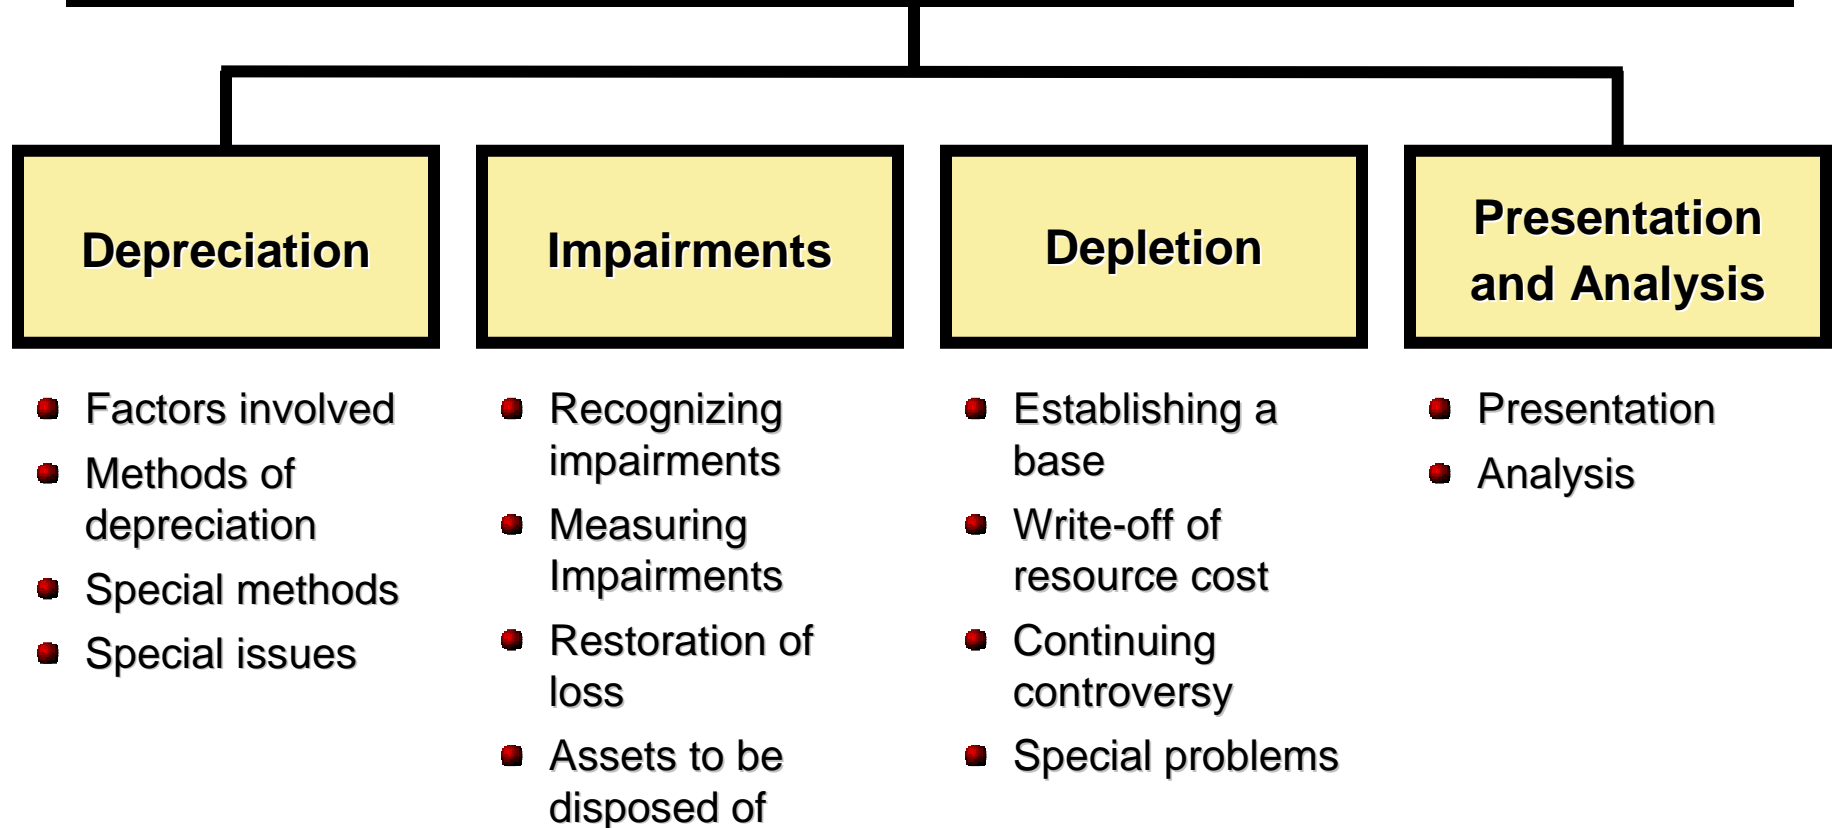 Depreciation
Factors involved
Methods of
depreciation
Special methods
Special issues
Impairments
Recognizing
impairments
Measuring
Impairments
Restoration of
loss
Assets to be
disposed of
Depletion
Establishing a
base
Write-off of
resource cost
Continuing
controversy
Special problems
Presentation
and Analysis
Presentation
Analysis